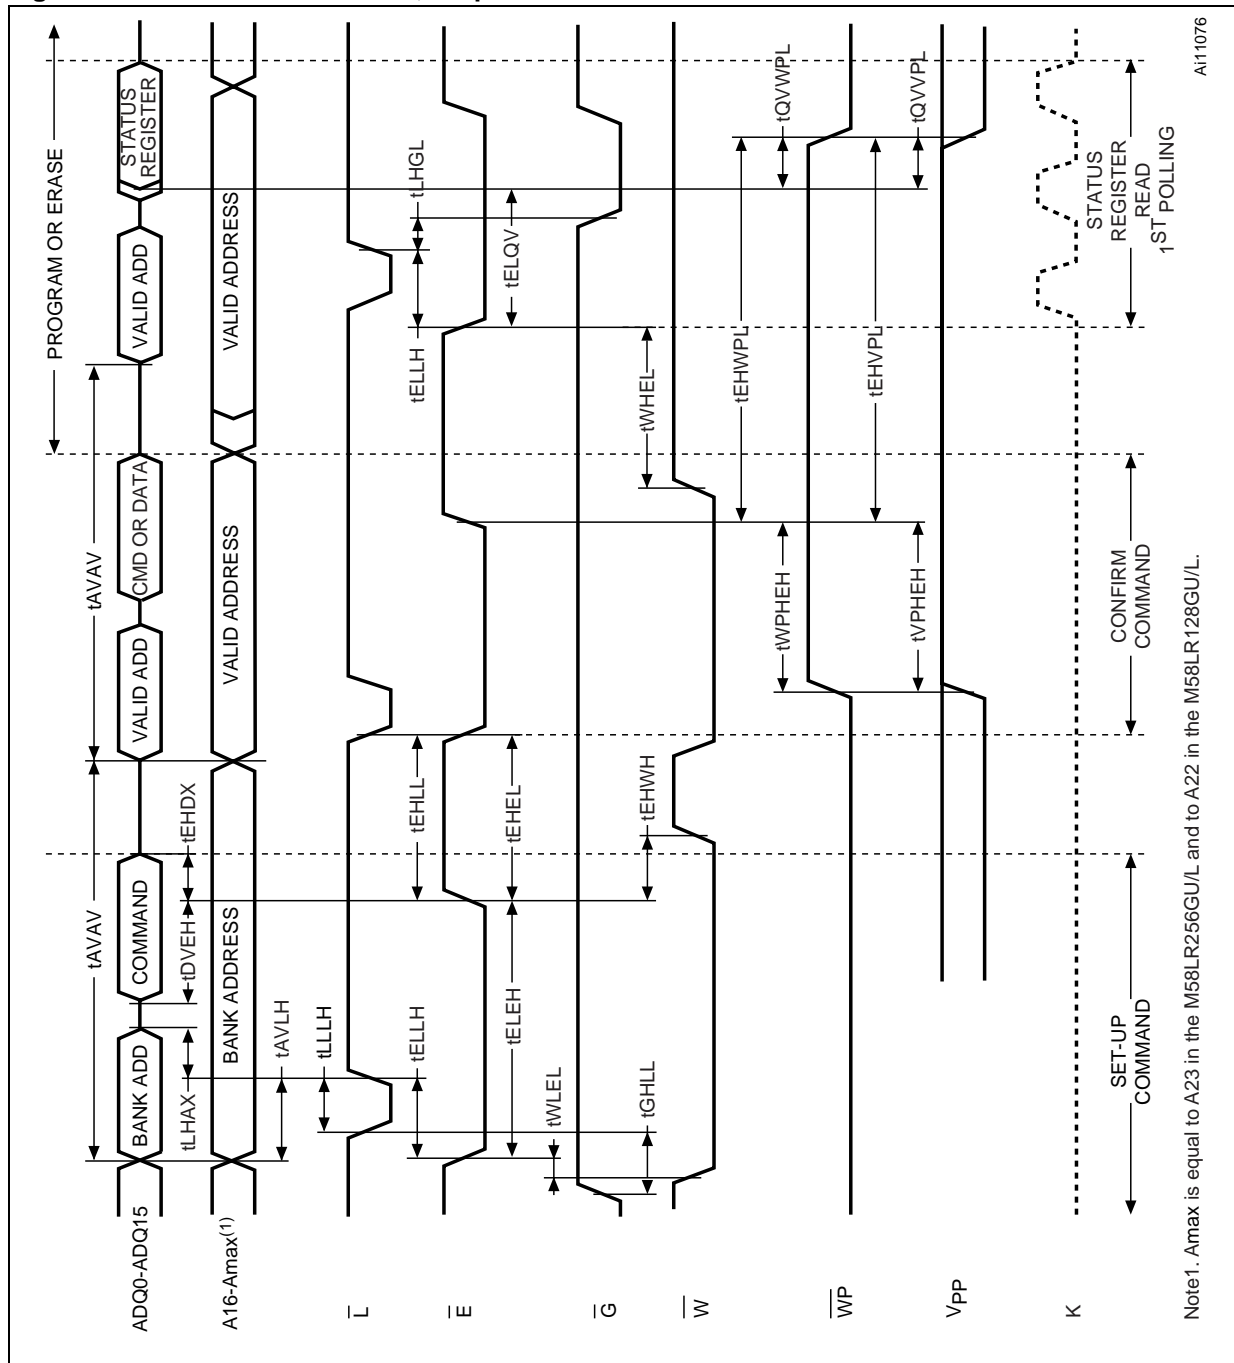 PROGRAM OR ERASE
tAVAV
tAVAV
ADQ0-ADQ15
BANK ADD
COMMAND
VALID ADD
CMD OR DATA
VALID ADD
STATUS
REGISTER
tLHAX
tDVEH
tEHDX
A16-Amax(1)
BANK ADDRESS
VALID ADDRESS
VALID ADDRESS
tAVLH
tLLLH
L
tELLH
tEHLL
tELLH
tLHGL
E
tELEH
tEHEL
tELQV
tWLEL
G
tGHLL
tEHWH
tWHEL
W
tEHWPL
tWPHEH
tQVWPL
WP
tEHVPL
tVPHEH
tQVVPL
VPP
K
SET-UP
COMMAND
CONFIRM
COMMAND
STATUS
REGISTER
READ
1ST POLLING
Note1. Amax is equal to A23 in the M58LR256GU/L and to A22 in the M58LR128GU/L.
Ai11076